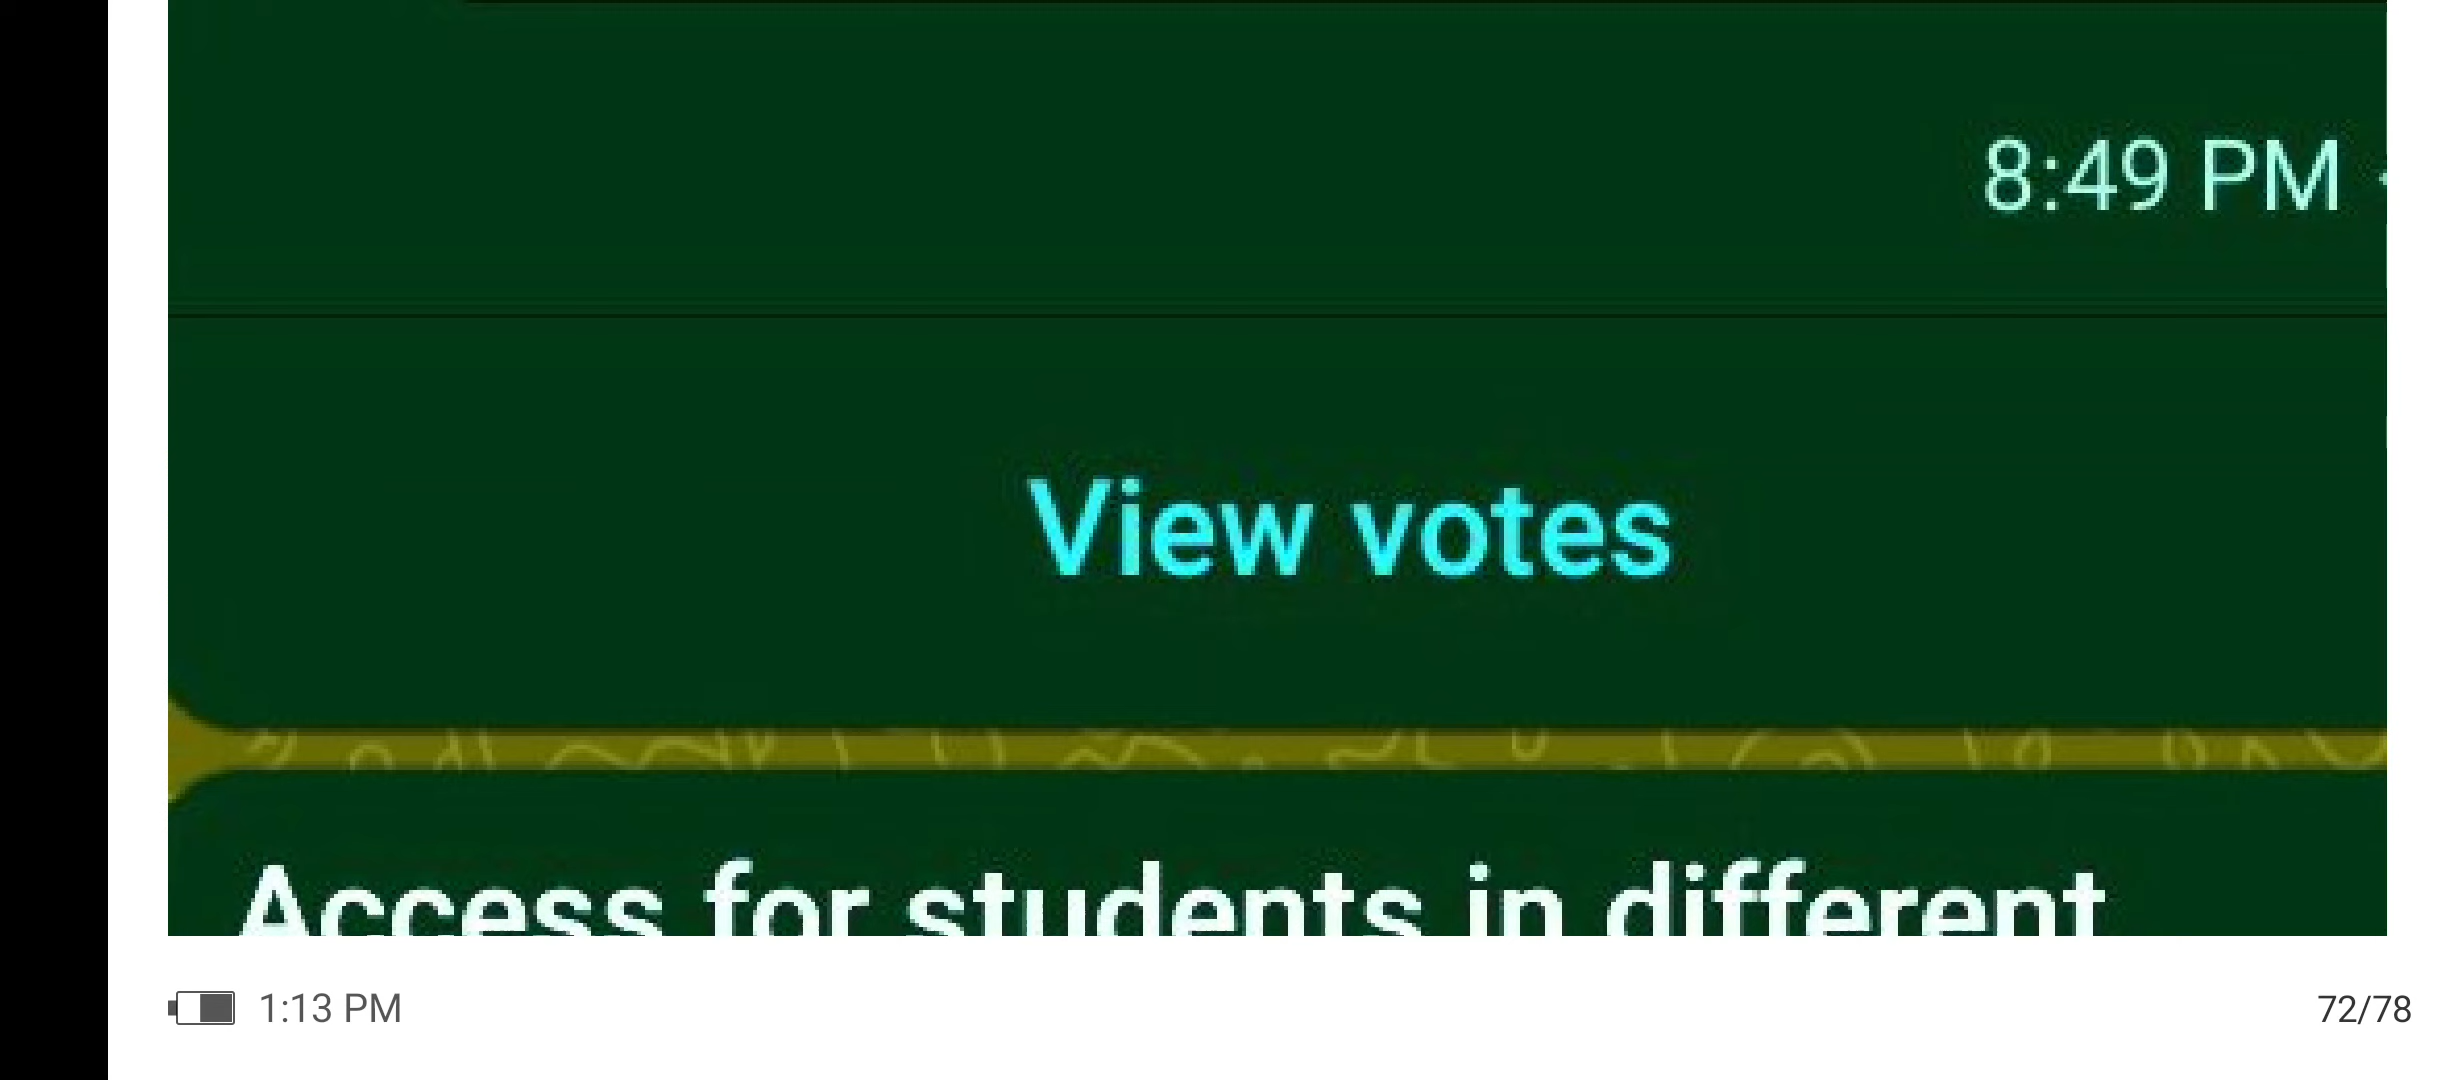 8:49 PM
View votes
Access for students in different
1:13 PM
72/78